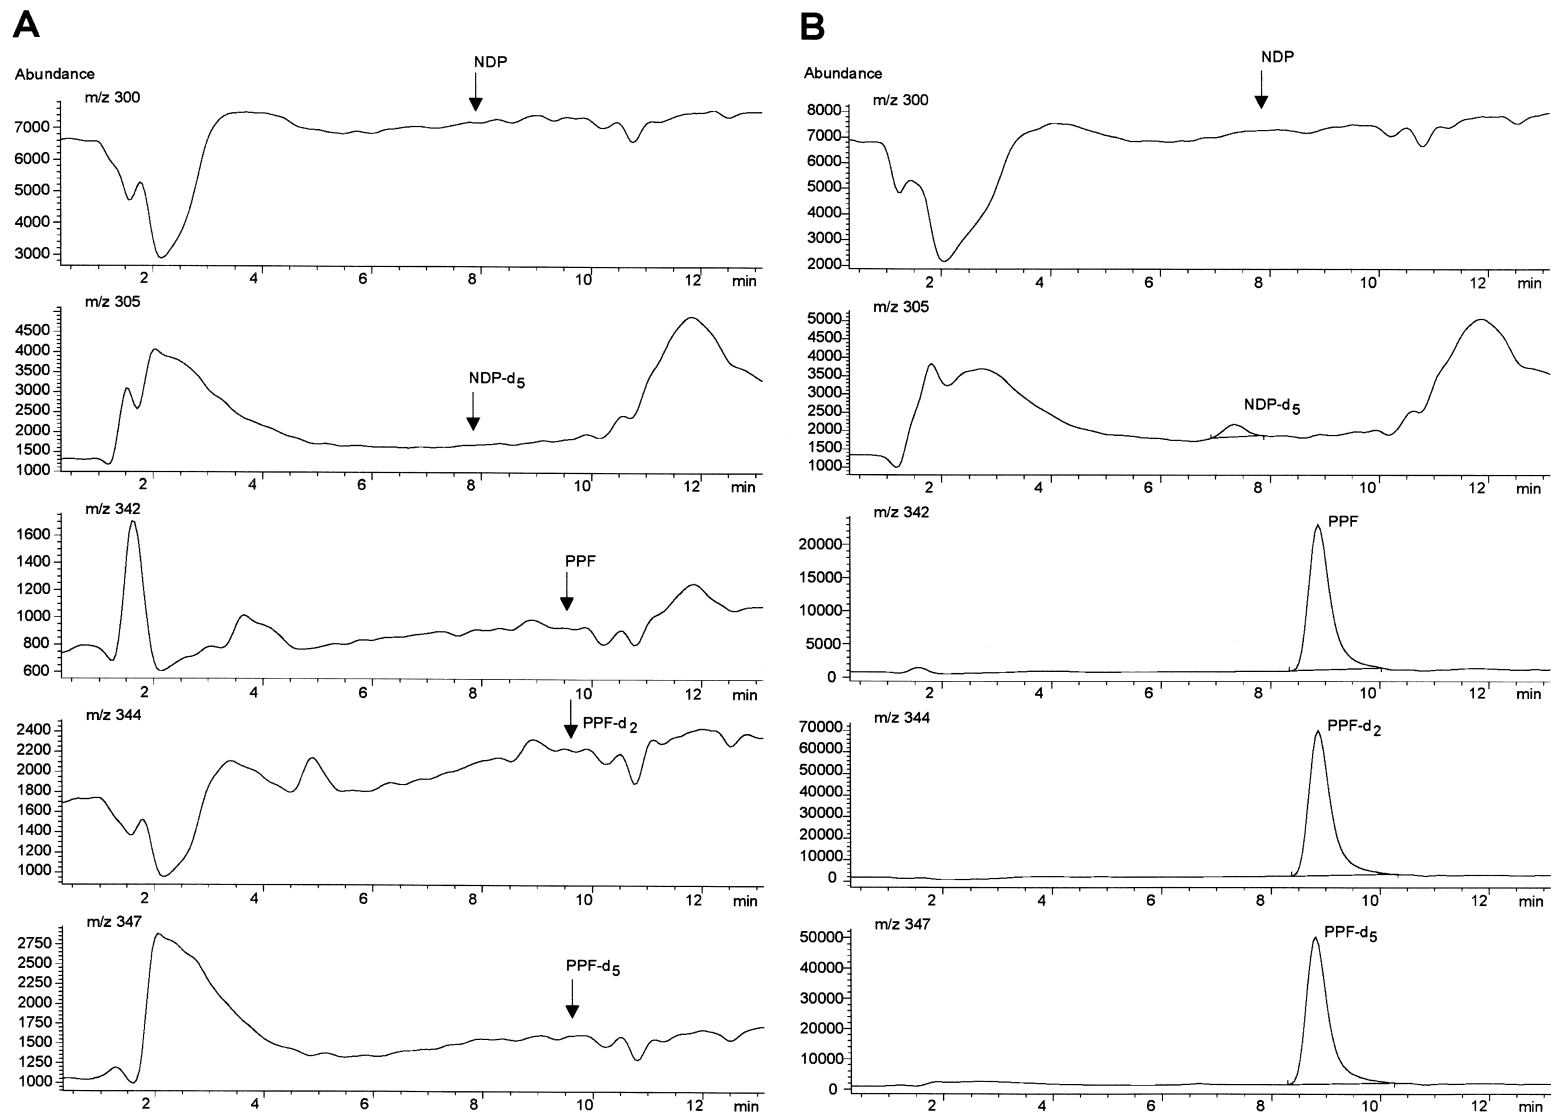 A
Abundance
m/z 300
NDP
7000
6000
5000
4000
3000
2 4 6 8 10 12 min
m/z 305
4500
4000
3500
3000
2500
2000
1500
1000
NDP-d5
2 4 6 8 10 12 min
m/z 342
1600
1400
1200
1000
800
600
PPF
2 4 6 8 10 12 min
m/z 344
2400
2200
2000
1800
1600
1400
1200
1000
PPF-d2
2 4 6 8 10 12 min
m/z 347
2750
2500
2250
2000
1750
1500
1250
1000
PPF-d5
2 4 6 8 10 12 min
B
Abundance
m/z 300
NDP
8000
7000
6000
5000
4000
3000
2000
2 4 6 8 10 12 min
m/z 305
5000
4500
4000
3500
3000
2500
2000
1500
1000
NDP-d5
2 4 6 8 10 12 min
m/z 342
20000
15000
10000
5000
0
PPF
2 4 6 8 10 12 min
m/z 344
70000
60000
50000
40000
30000
20000
10000
0
PPF-d2
2 4 6 8 10 12 min
m/z 347
50000
40000
30000
20000
10000
0
PPF-d5
2 4 6 8 10 12 min